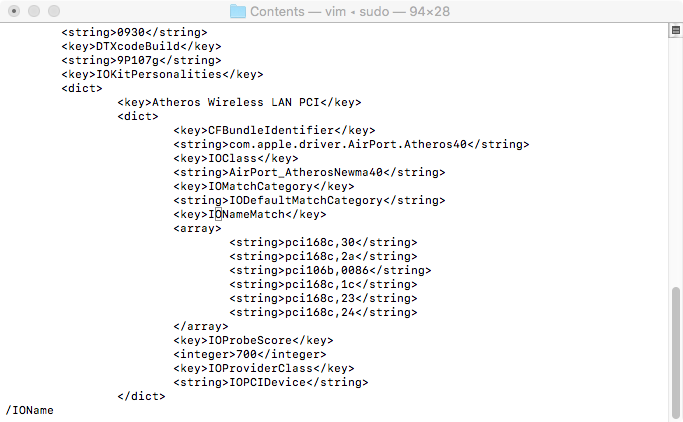 Contents — vim ◂ sudo — 94×28
<string>0930</string>
<key>DTXcodeBuild</key>
<string>9P107g</string>
<key>IOKitPersonalities</key>
<dict>
<key>Atheros Wireless LAN PCI</key>
<dict>
<key>CFBundleIdentifier</key>
<string>com.apple.driver.AirPort.Atheros40</string>
<key>IOClass</key>
<string>AirPort_AtherosNewma40</string>
<key>IOMatchCategory</key>
<string>IODefaultMatchCategory</string>
<key>IONameMatch</key>
<array>
<string>pci168c,30</string>
<string>pci168c,2a</string>
<string>pci106b,0086</string>
<string>pci168c,1c</string>
<string>pci168c,23</string>
<string>pci168c,24</string>
</array>
<key>IOProbeScore</key>
<integer>700</integer>
<key>IOProviderClass</key>
<string>IOPCIDevice</string>
</dict>
/IOName